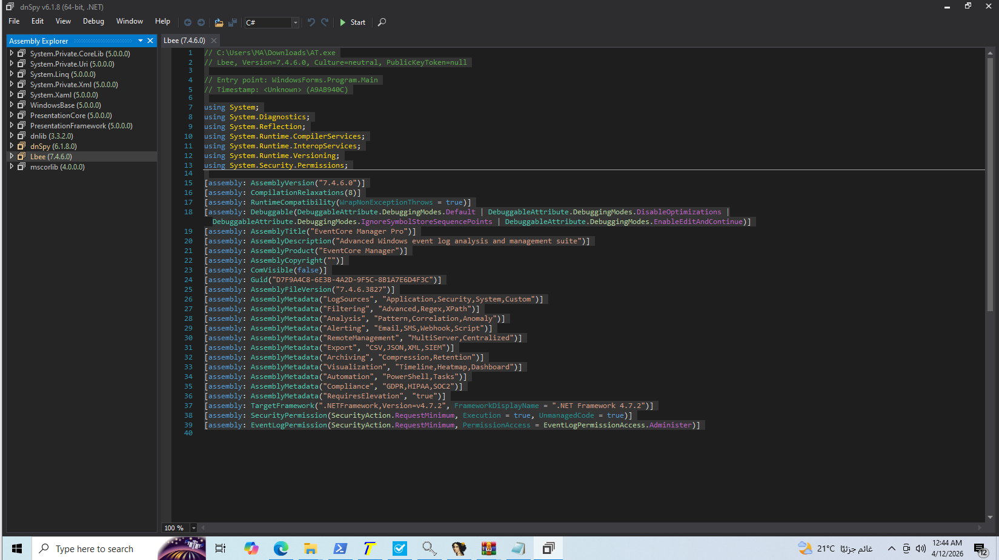 dnSpy v6.1.8 (64-bit, .NET)
File Edit View Debug Window Help C# Start
Assembly Explorer
System.Private.CoreLib (5.0.0.0)
System.Private.Uri (5.0.0.0)
System.Linq (5.0.0.0)
System.Private.Xml (5.0.0.0)
System.Xaml (5.0.0.0)
WindowsBase (5.0.0.0)
PresentationCore (5.0.0.0)
PresentationFramework (5.0.0.0)
dnlib (3.3.2.0)
dnSpy (6.1.8.0)
Lbee (7.4.6.0)
mscorlib (4.0.0.0)
Lbee (7.4.6.0)
1 // C:\Users\MA\Downloads\AT.exe
2 // Lbee, Version=7.4.6.0, Culture=neutral, PublicKeyToken=null
3
4 // Entry point: WindowsForms.Program.Main
5 // Timestamp: <Unknown> (A9AB940C)
6
7 using System;
8 using System.Diagnostics;
9 using System.Reflection;
10 using System.Runtime.CompilerServices;
11 using System.Runtime.InteropServices;
12 using System.Runtime.Versioning;
13 using System.Security.Permissions;
14
15 [assembly: AssemblyVersion("7.4.6.0")]
16 [assembly: CompilationRelaxations(8)]
17 [assembly: RuntimeCompatibility(WrapNonExceptionThrows = true)]
18 [assembly: Debuggable(DebuggableAttribute.DebuggingModes.Default | DebuggableAttribute.DebuggingModes.DisableOptimizations |
DebuggableAttribute.DebuggingModes.IgnoreSymbolStoreSequencePoints | DebuggableAttribute.DebuggingModes.EnableEditAndContinue)]
19 [assembly: AssemblyTitle("EventCore Manager Pro")]
20 [assembly: AssemblyDescription("Advanced Windows event log analysis and management suite")]
21 [assembly: AssemblyProduct("EventCore Manager")]
22 [assembly: AssemblyCopyright("")]
23 [assembly: ComVisible(false)]
24 [assembly: Guid("D7F9A4C8-6E3B-4A2D-9F5C-8B1A7E6D4F3C")]
25 [assembly: AssemblyFileVersion("7.4.6.3827")]
26 [assembly: AssemblyMetadata("LogSources", "Application,Security,System,Custom")]
27 [assembly: AssemblyMetadata("Filtering", "Advanced,Regex,XPath")]
28 [assembly: AssemblyMetadata("Analysis", "Pattern,Correlation,Anomaly")]
29 [assembly: AssemblyMetadata("Alerting", "Email,SMS,Webhook,Script")]
30 [assembly: AssemblyMetadata("RemoteManagement", "MultiServer,Centralized")]
31 [assembly: AssemblyMetadata("Export", "CSV,JSON,XML,SIEM")]
32 [assembly: AssemblyMetadata("Archiving", "Compression,Retention")]
33 [assembly: AssemblyMetadata("Visualization", "Timeline,Heatmap,Dashboard")]
34 [assembly: AssemblyMetadata("Automation", "PowerShell,Tasks")]
35 [assembly: AssemblyMetadata("Compliance", "GDPR,HIPAA,SOC2")]
36 [assembly: AssemblyMetadata("RequiresElevation", "true")]
37 [assembly: TargetFramework(".NETFramework,Version=v4.7.2", FrameworkDisplayName = ".NET Framework 4.7.2")]
38 [assembly: SecurityPermission(SecurityAction.RequestMinimum, Execution = true, UnmanagedCode = true)]
39 [assembly: EventLogPermission(SecurityAction.RequestMinimum, PermissionAccess = EventLogPermissionAccess.Administer)]
40
100 %
Type here to search
21°C غائم جزئيًا
12:44 AM
4/12/2026
12